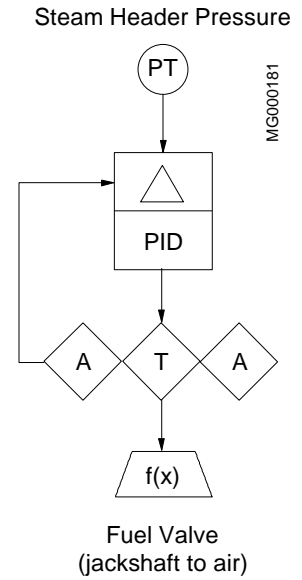 Steam Header Pressure
PT
MG000181
PID
A T A
f(x)
Fuel Valve
(jackshaft to air)